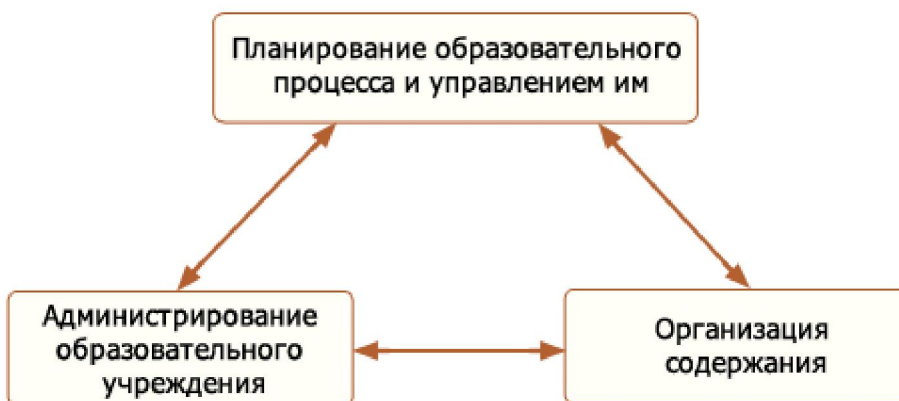 Планирование образовательного
процесса и управлением им
Администрирование
образовательного
учреждения
Организация
содержания